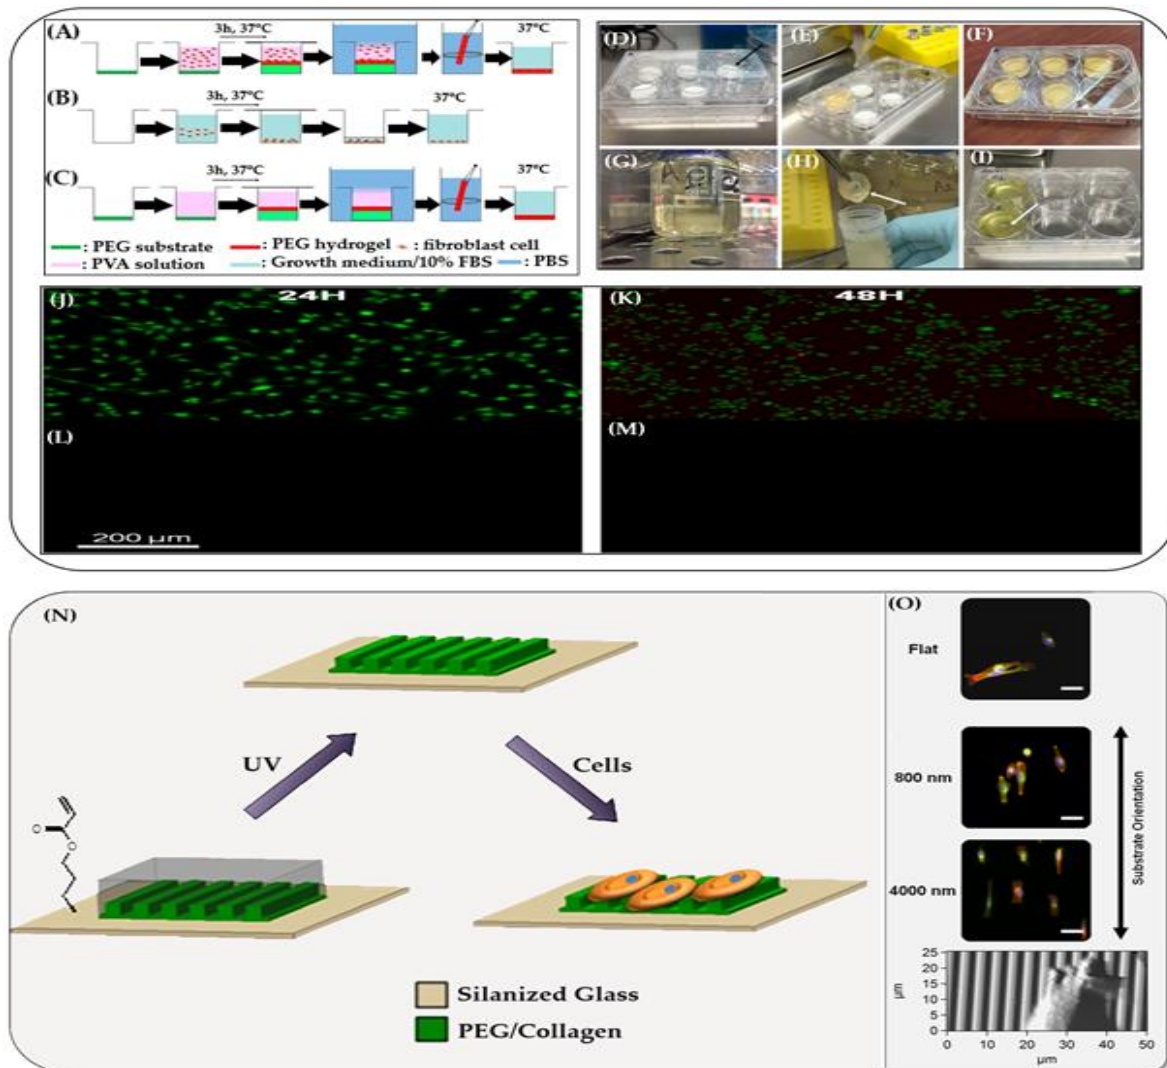 (A)
3h, 37°C
37°C
(B)
3h, 37°C
37°C
(C)
3h, 37°C
37°C
: PEG substrate
: PEG hydrogel
: fibroblast cell
: PVA solution
: Growth medium/10% FBS
: PBS
(D)
(E)
(F)
(G)
(H)
(I)
(J)
24H
(K)
48H
(L)
200 µm
(M)
(N)
UV
Cells
O
O
Silanized Glass
PEG/Collagen
(O)
Flat
800 nm
4000 nm
Substrate Orientation
25
20
15
10
5
0
µm
0
10
20
30
40
50
µm